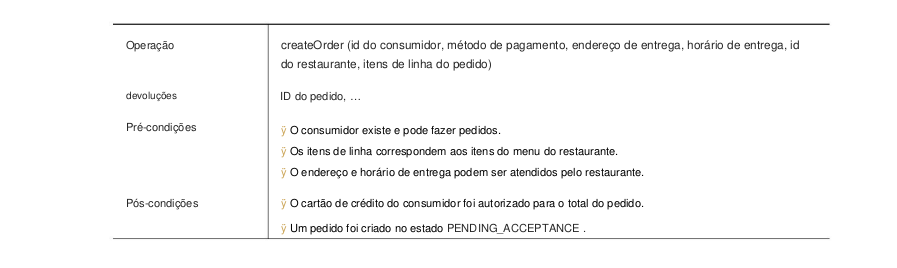 Operação
createOrder (id do consumidor, método de pagamento, endereço de entrega, horário de entrega, id
do restaurante, itens de linha do pedido)
devoluções
ID do pedido, …
Pré-condições
ÿ O consumidor existe e pode fazer pedidos.
ÿ Os itens de linha correspondem aos itens do menu do restaurante.
ÿ O endereço e horário de entrega podem ser atendidos pelo restaurante.
Pós-condições
ÿ O cartão de crédito do consumidor foi autorizado para o total do pedido.
ÿ Um pedido foi criado no estado PENDING_ACCEPTANCE .